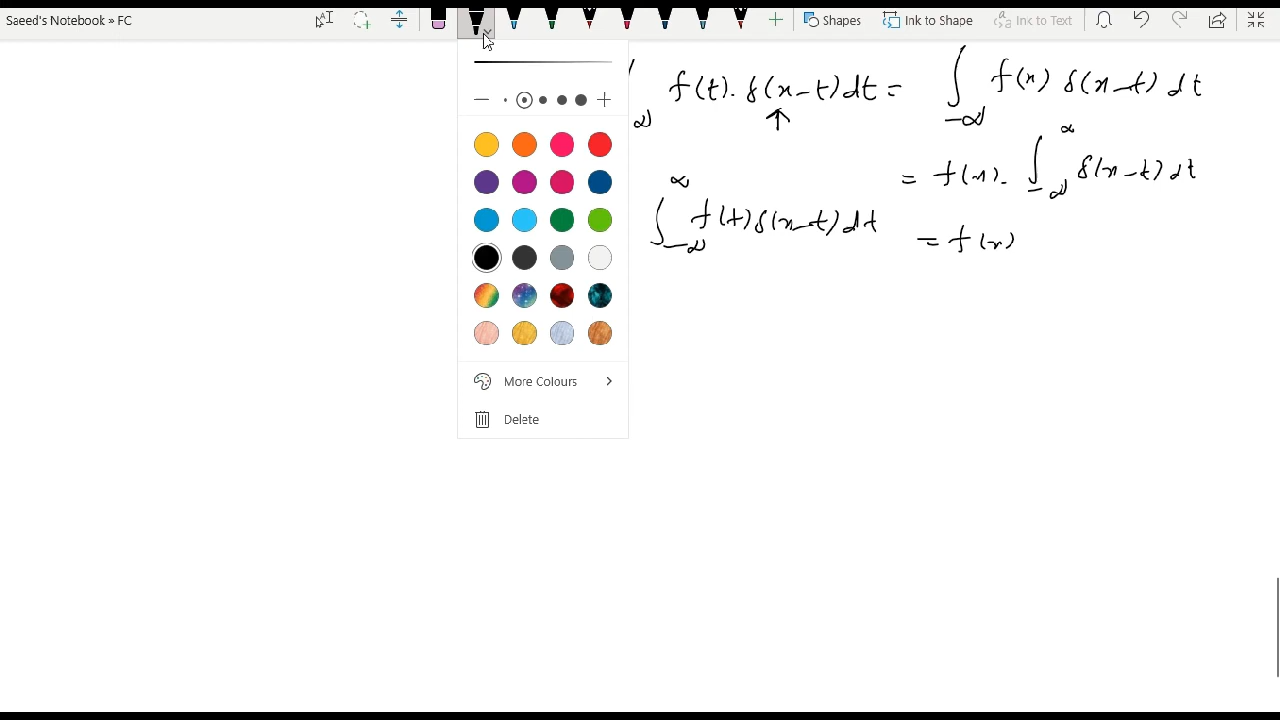 Saeed's Notebook » FC
Shapes
Ink to Shape
Ink to Text
f(t). δ(x-t)dt = ∫_{-∞} f(x) δ(x-t) dt
= f(x). ∫_{-∞}^{∞} δ(x-t) dt
∫_{-∞}^{∞} f(t) δ(x-t) dt = f(x)
More Colours
Delete